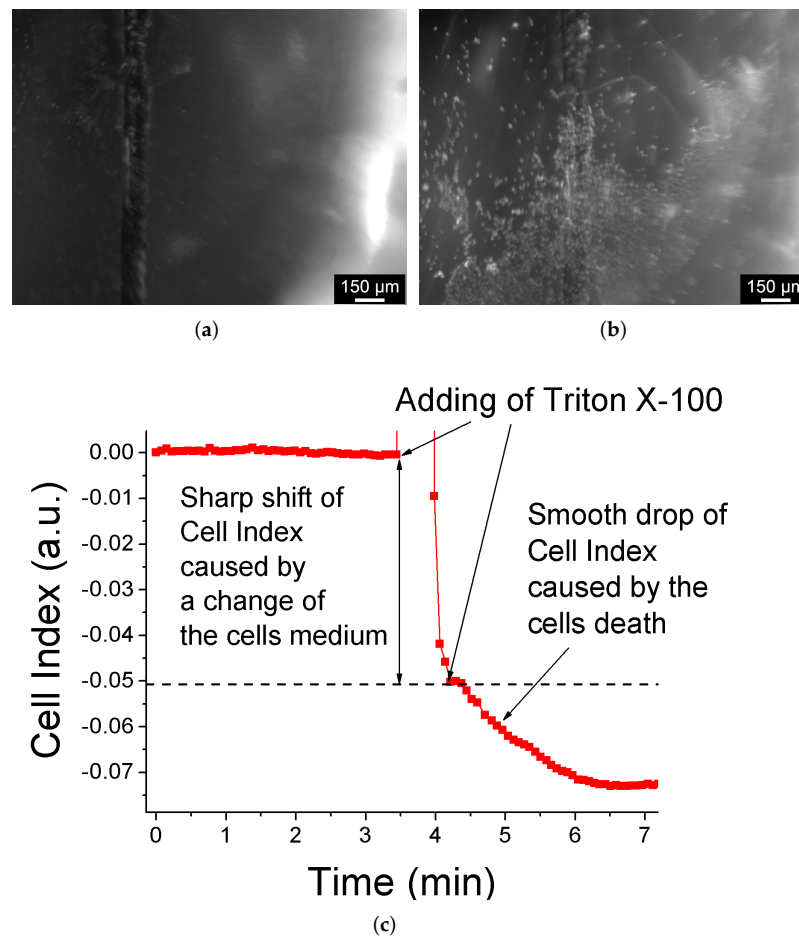 150 µm
150 µm
(a)
(b)
Adding of Triton X-100
0.00
-0.01
-0.02
-0.03
-0.04
-0.05
-0.06
-0.07
Cell Index (a.u.)
Sharp shift of
Cell Index
caused by
a change of
the cells medium
Smooth drop of
Cell Index
caused by the
cells death
0 1 2 3 4 5 6 7
Time (min)
(c)